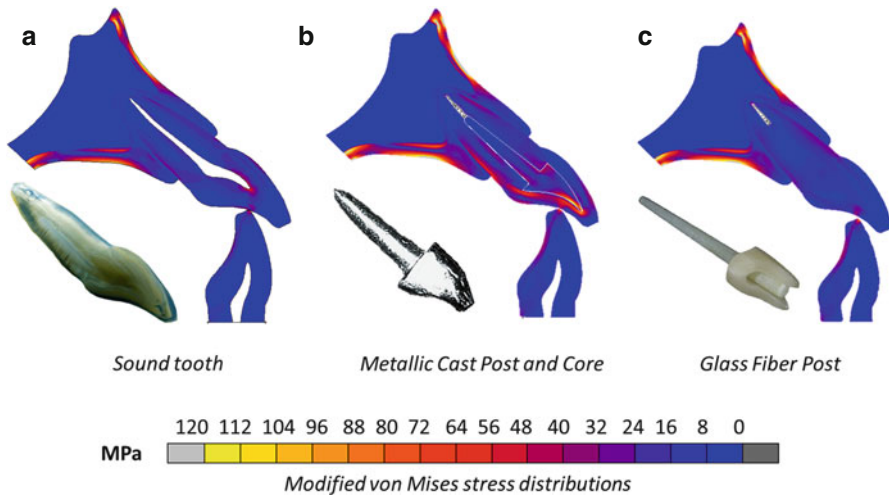 a b c
Sound tooth Metallic Cast Post and Core Glass Fiber Post
120 112 104 96 88 80 72 64 56 48 40 32 24 16 8 0
MPa
Modified von Mises stress distributions